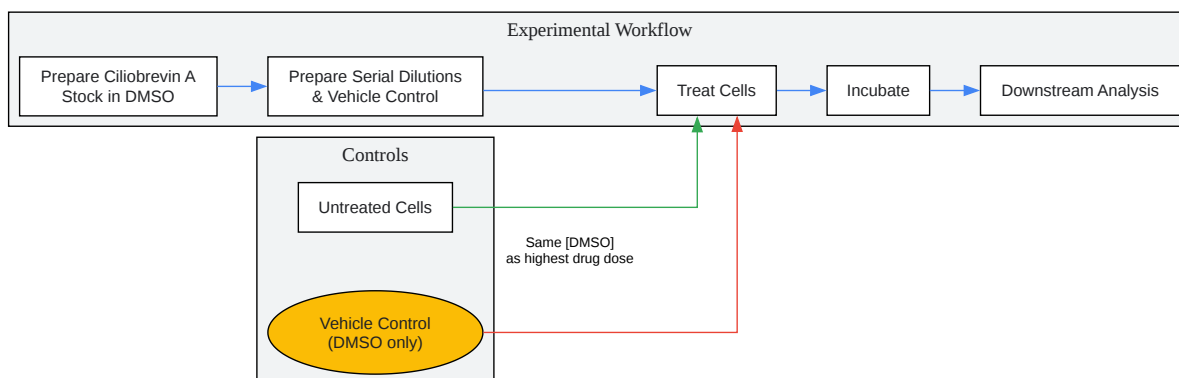 Experimental Workflow
Prepare Ciliobrevin A
Stock in DMSO
Prepare Serial Dilutions
& Vehicle Control
Treat Cells
Incubate
Downstream Analysis
Controls
Untreated Cells
Same [DMSO]
as highest drug dose
Vehicle Control
(DMSO only)